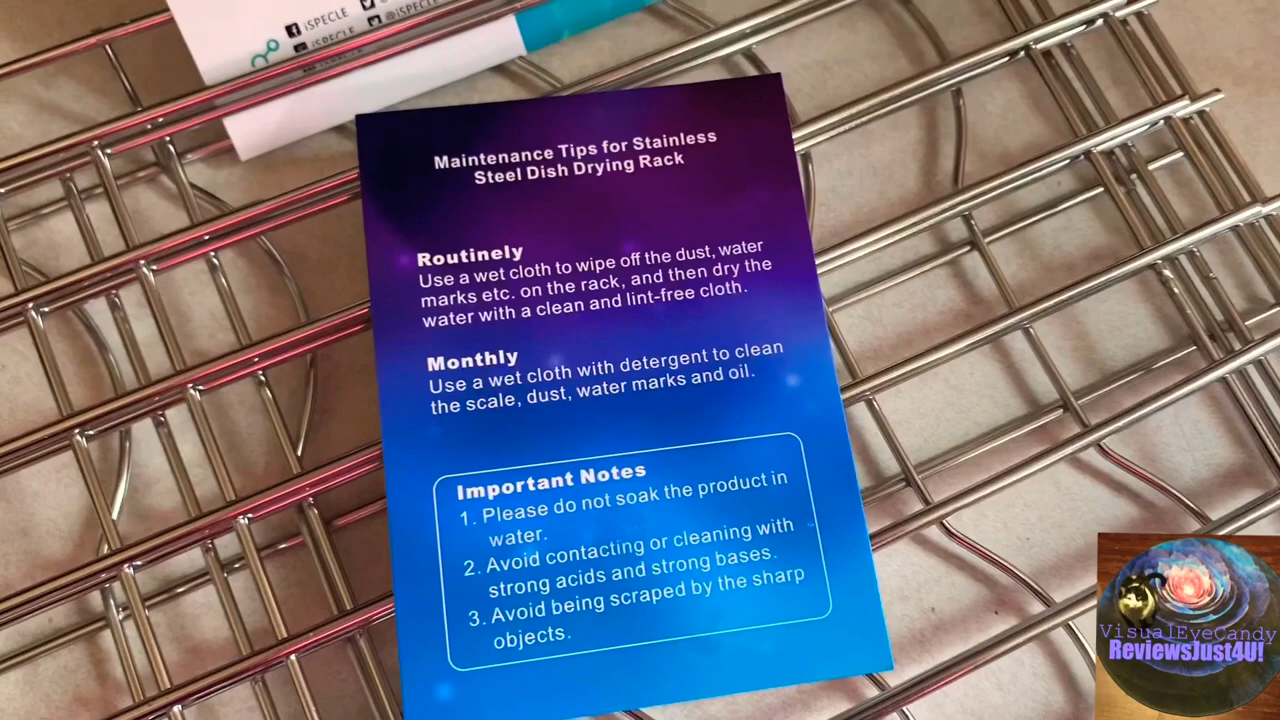 iSPECLE
iSPECLE
@iSPECLE
Maintenance Tips for Stainless
Steel Dish Drying Rack
Routinely
Use a wet cloth to wipe off the dust, water
marks etc. on the rack, and then dry the
water with a clean and lint-free cloth.
Monthly
Use a wet cloth with detergent to clean
the scale, dust, water marks and oil.
Important Notes
1. Please do not soak the product in
water.
2. Avoid contacting or cleaning with
strong acids and strong bases.
3. Avoid being scraped by the sharp
objects.
VisualEyeCandy
ReviewsJust4U!